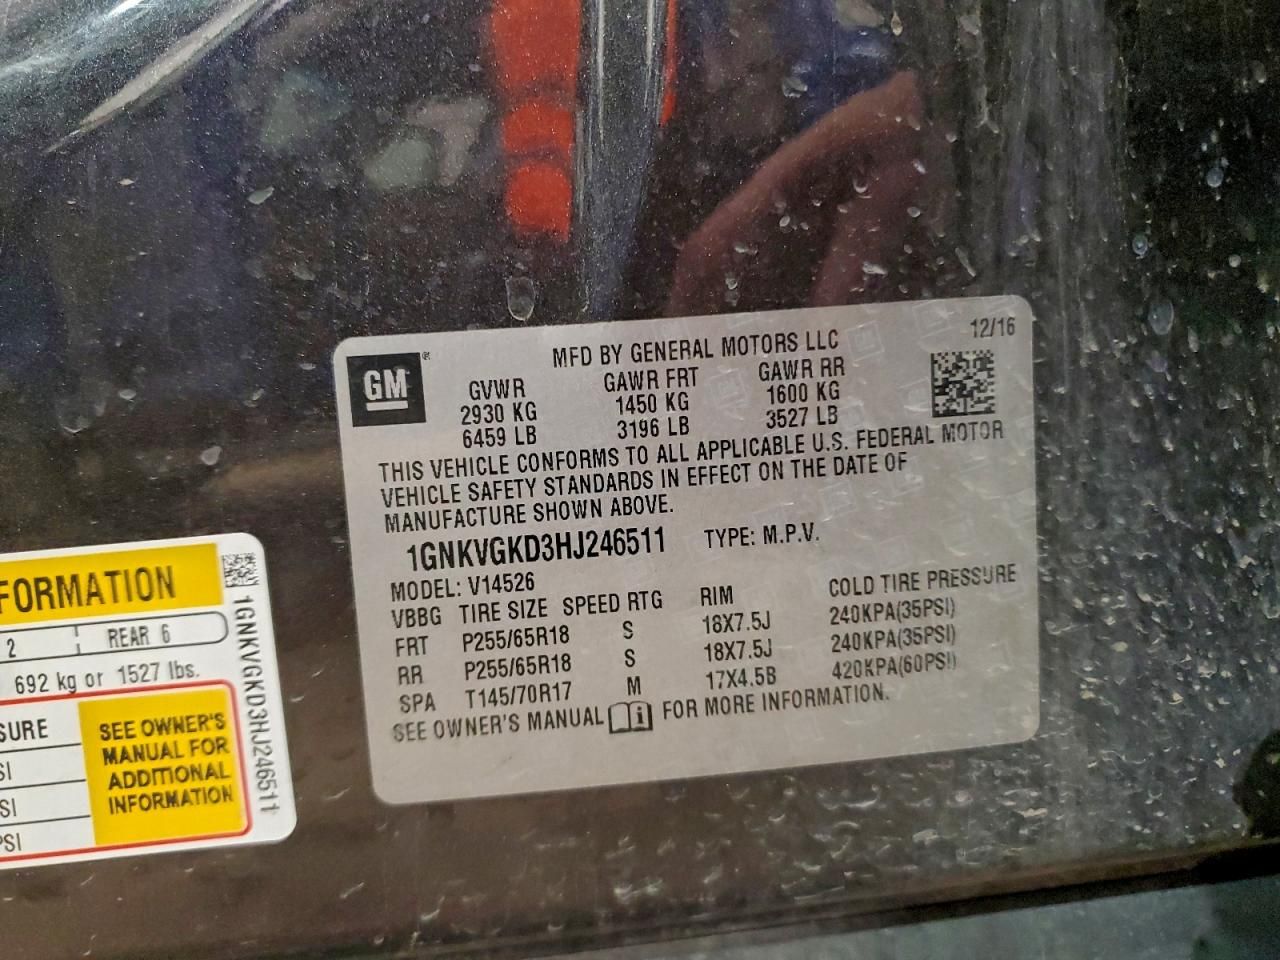 GM
®
MFD BY GENERAL MOTORS LLC
12/16
GVWR GAWR FRT GAWR RR
2930 KG 1450 KG 1600 KG
6459 LB 3196 LB 3527 LB
THIS VEHICLE CONFORMS TO ALL APPLICABLE U.S. FEDERAL MOTOR
VEHICLE SAFETY STANDARDS IN EFFECT ON THE DATE OF
MANUFACTURE SHOWN ABOVE.
1GNKVGKD3HJ246511 TYPE: M.P.V.
MODEL: V14526
VBBG TIRE SIZE SPEED RTG RIM COLD TIRE PRESSURE
FRT P255/65R18 S 18X7.5J 240KPA(35PSI)
RR P255/65R18 S 18X7.5J 240KPA(35PSI)
SPA T145/70R17 M 17X4.5B 420KPA(60PSI)
SEE OWNER'S MANUAL i FOR MORE INFORMATION.
FORMATION
2 REAR 6
692 kg or 1527 lbs.
SURE
SI
SI
PSI
SEE OWNER'S
MANUAL FOR
ADDITIONAL
INFORMATION
1GNKVGKD3HJ246511